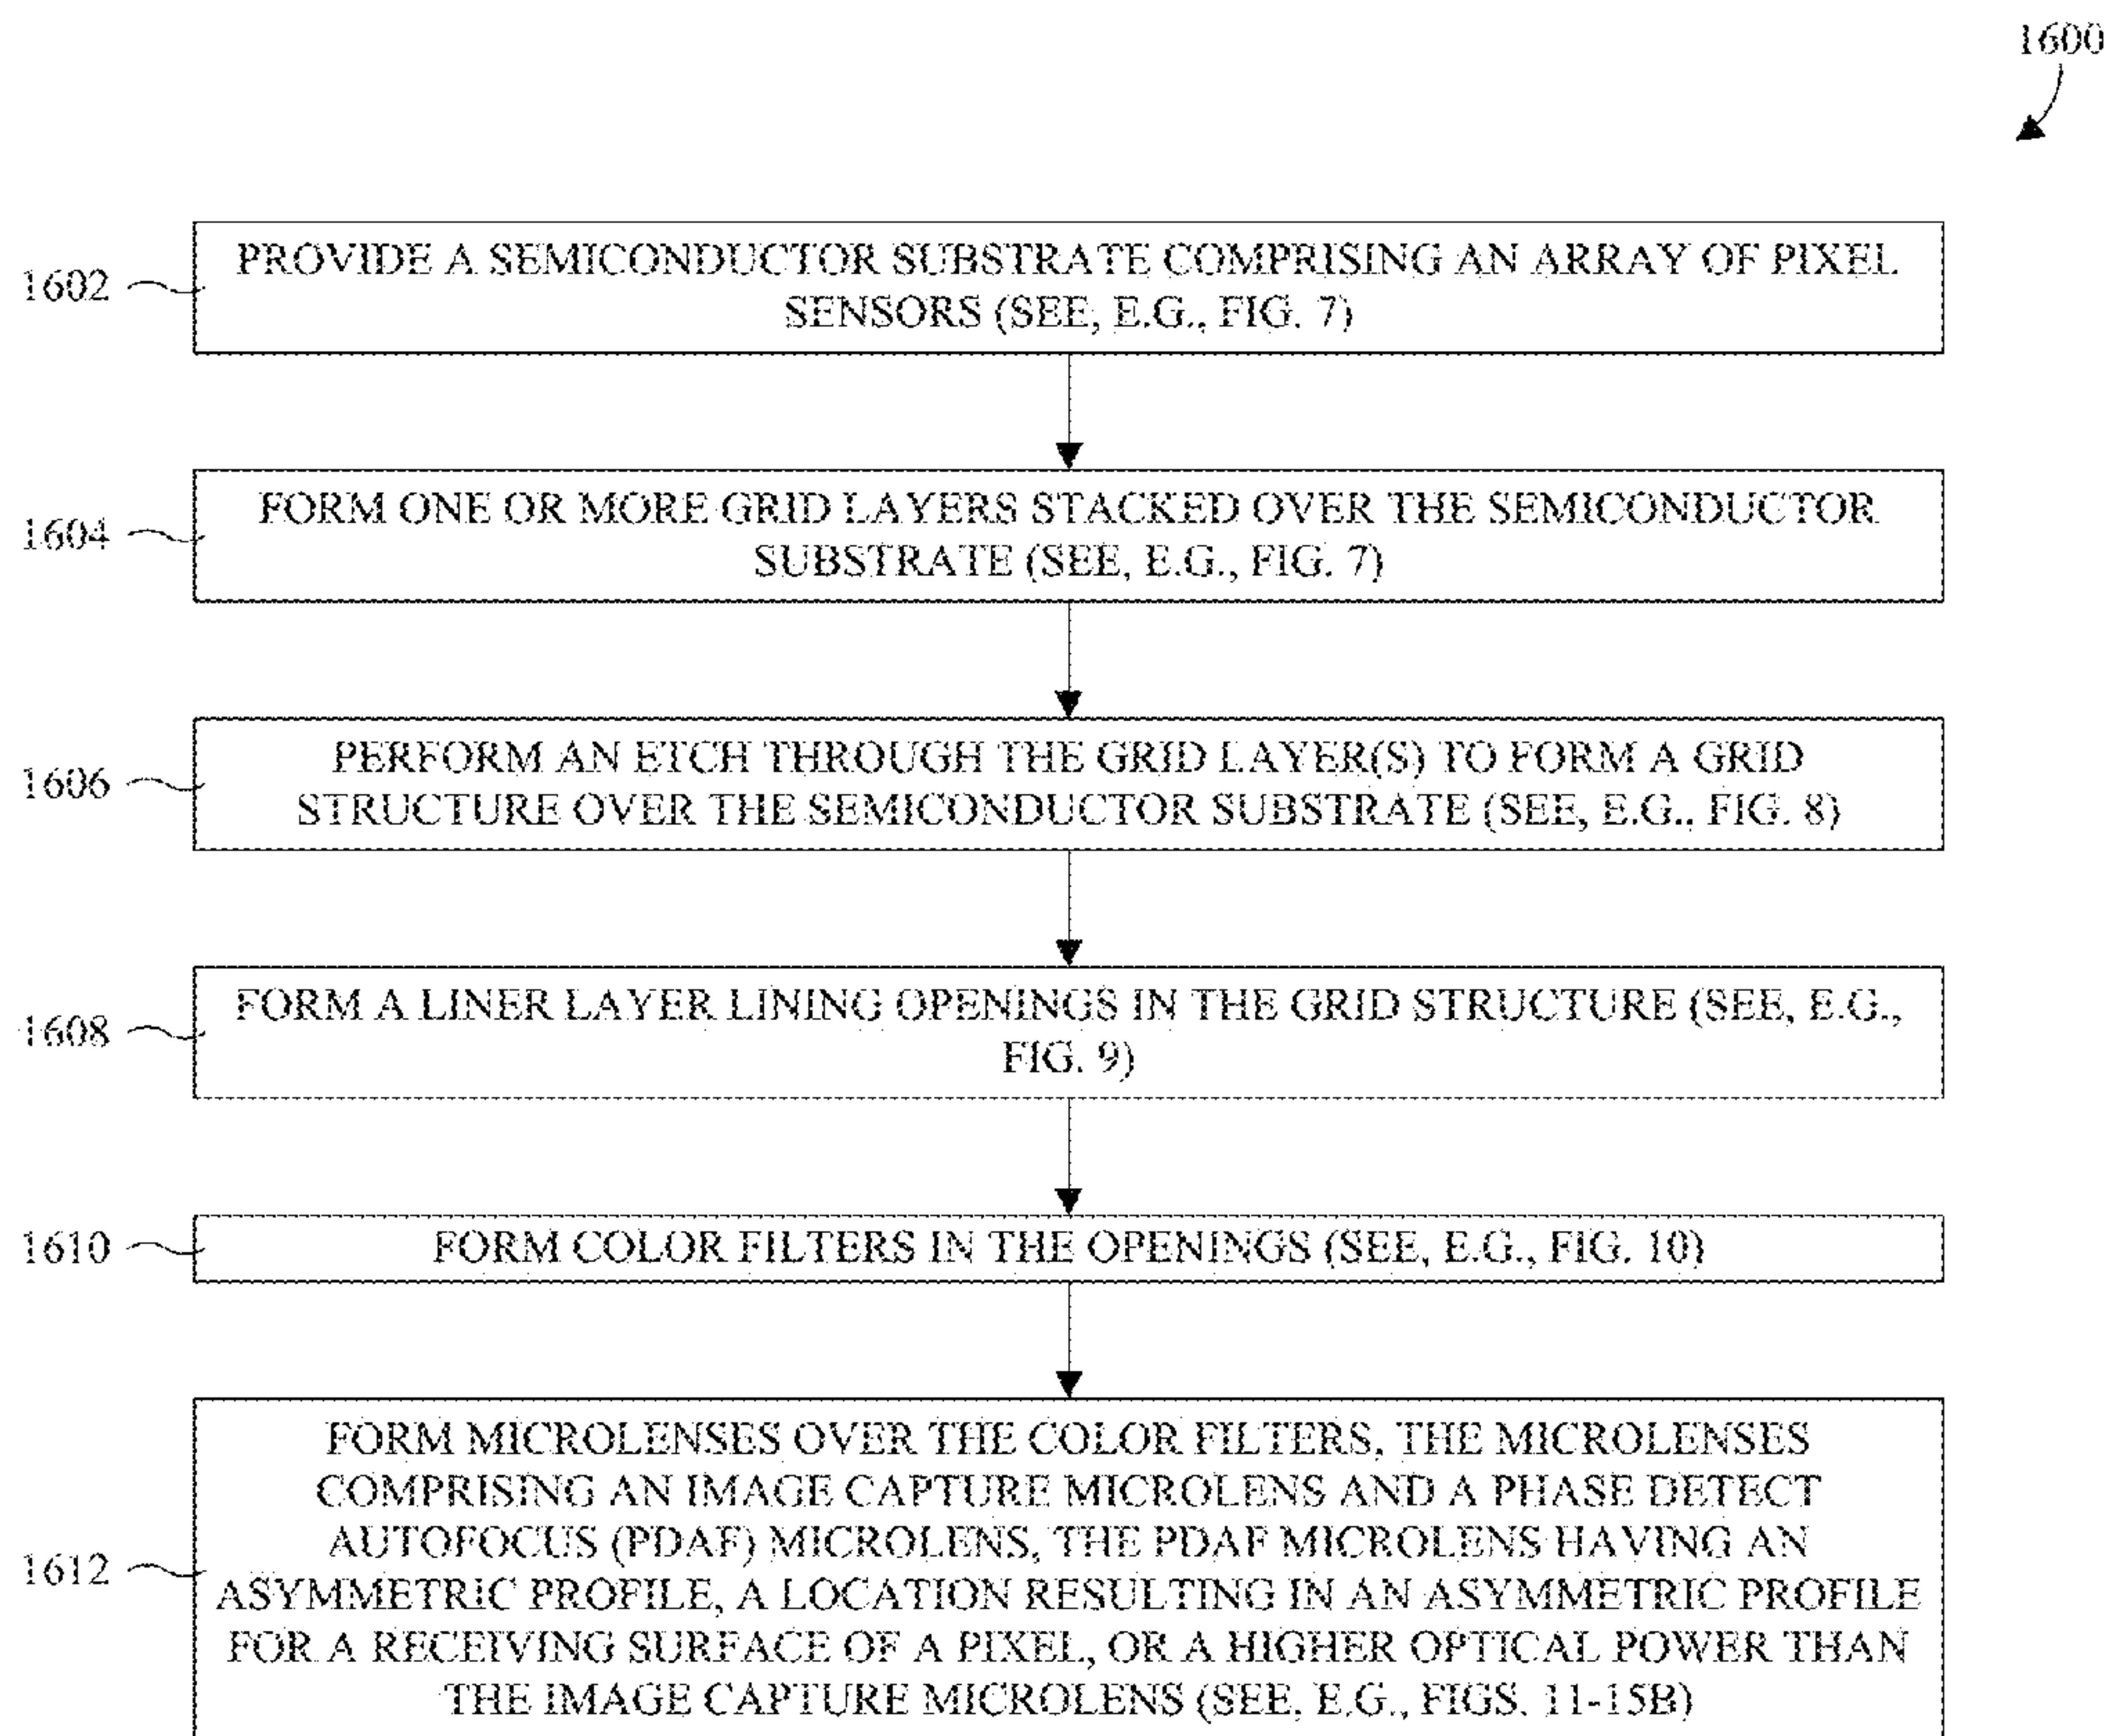 1600
1602
PROVIDE A SEMICONDUCTOR SUBSTRATE COMPRISING AN ARRAY OF PIXEL
SENSORS (SEE, E.G., FIG. 7)
1604
FORM ONE OR MORE GRID LAYERS STACKED OVER THE SEMICONDUCTOR
SUBSTRATE (SEE, E.G., FIG. 7)
1606
PERFORM AN ETCH THROUGH THE GRID LAYER(S) TO FORM A GRID
STRUCTURE OVER THE SEMICONDUCTOR SUBSTRATE (SEE, E.G., FIG. 8)
1608
FORM A LINER LAYER LINING OPENINGS IN THE GRID STRUCTURE (SEE, E.G.,
FIG. 9)
1610
FORM COLOR FILTERS IN THE OPENINGS (SEE, E.G., FIG. 10)
1612
FORM MICROLENSES OVER THE COLOR FILTERS, THE MICROLENSES
COMPRISING AN IMAGE CAPTURE MICROLENS AND A PHASE DETECT
AUTOFOCUS (PDAF) MICROLENS, THE PDAF MICROLENS HAVING AN
ASYMMETRIC PROFILE, A LOCATION RESULTING IN AN ASYMMETRIC PROFILE
FOR A RECEIVING SURFACE OF A PIXEL, OR A HIGHER OPTICAL POWER THAN
THE IMAGE CAPTURE MICROLENS (SEE, E.G., FIGS. 11-15B)